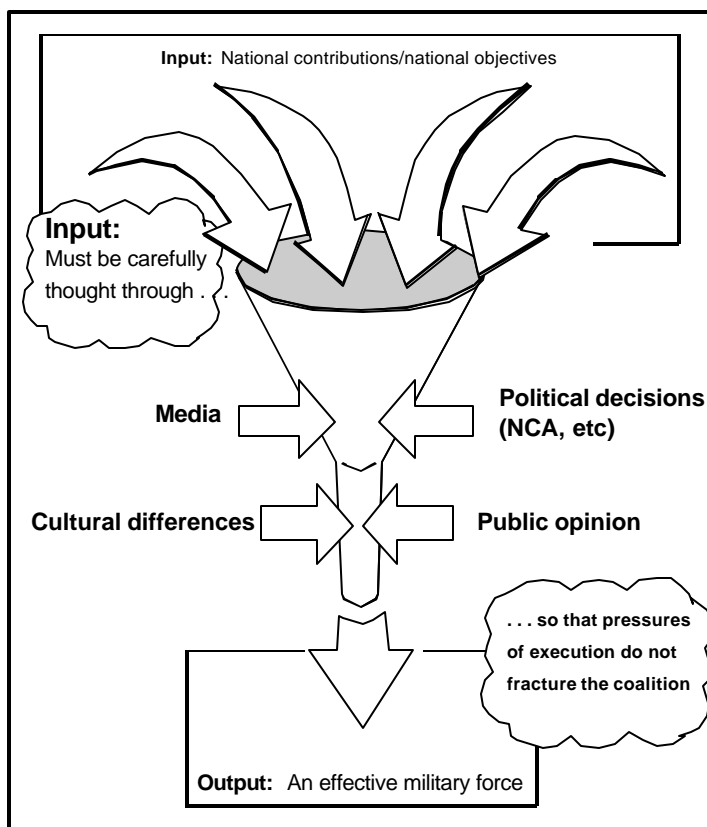 Input: National contributions/national objectives
Input:
Must be carefully
thought through . . .
Media
Political decisions
(NCA, etc)
Cultural differences
Public opinion
. . . so that pressures
of execution do not
fracture the coalition
Output: An effective military force